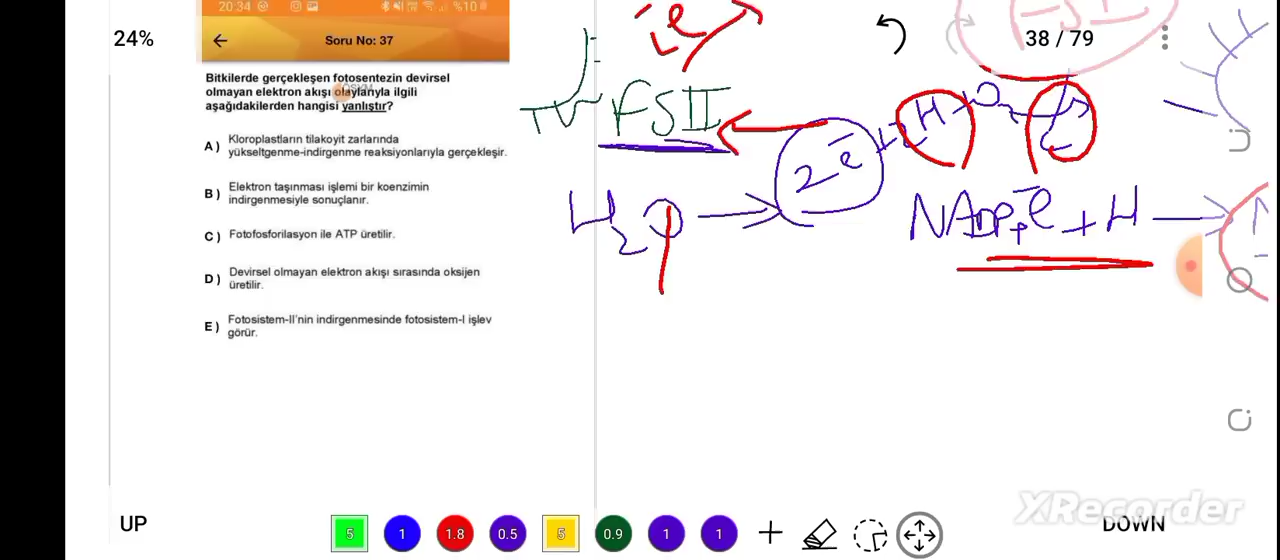 20:34 %10
24%
Soru No: 37
38 / 79
Bitkilerde gerçekleşen fotosentezin devirsel
olmayan elektron akışı olaylarıyla ilgili
aşağıdakilerden hangisi yanlıştır?
A) Kloroplastların tilakoyit zarlarında
yükseltgenme-indirgenme reaksiyonlarıyla gerçekleşir.
B) Elektron taşınması işlemi bir koenzimin
indirgenmesiyle sonuçlanır.
C) Fotofosforilasyon ile ATP üretilir.
D) Devirsel olmayan elektron akışı sırasında oksijen
üretilir.
E) Fotosistem-II'nin indirgenmesinde fotosistem-I işlev
görür.
e
FSII
2e + 2H + O2
H2O
NADP + e + H
UP
5 1 1.8 0.5 5 0.9 1 1
XRecorder
DOWN